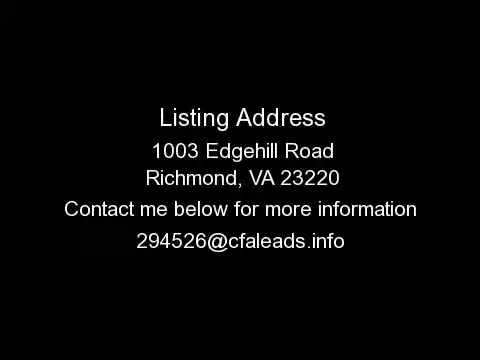 Listing Address
1003 Edgehill Road
Richmond, VA 23220
Contact me below for more information
294526@cfaleads.info